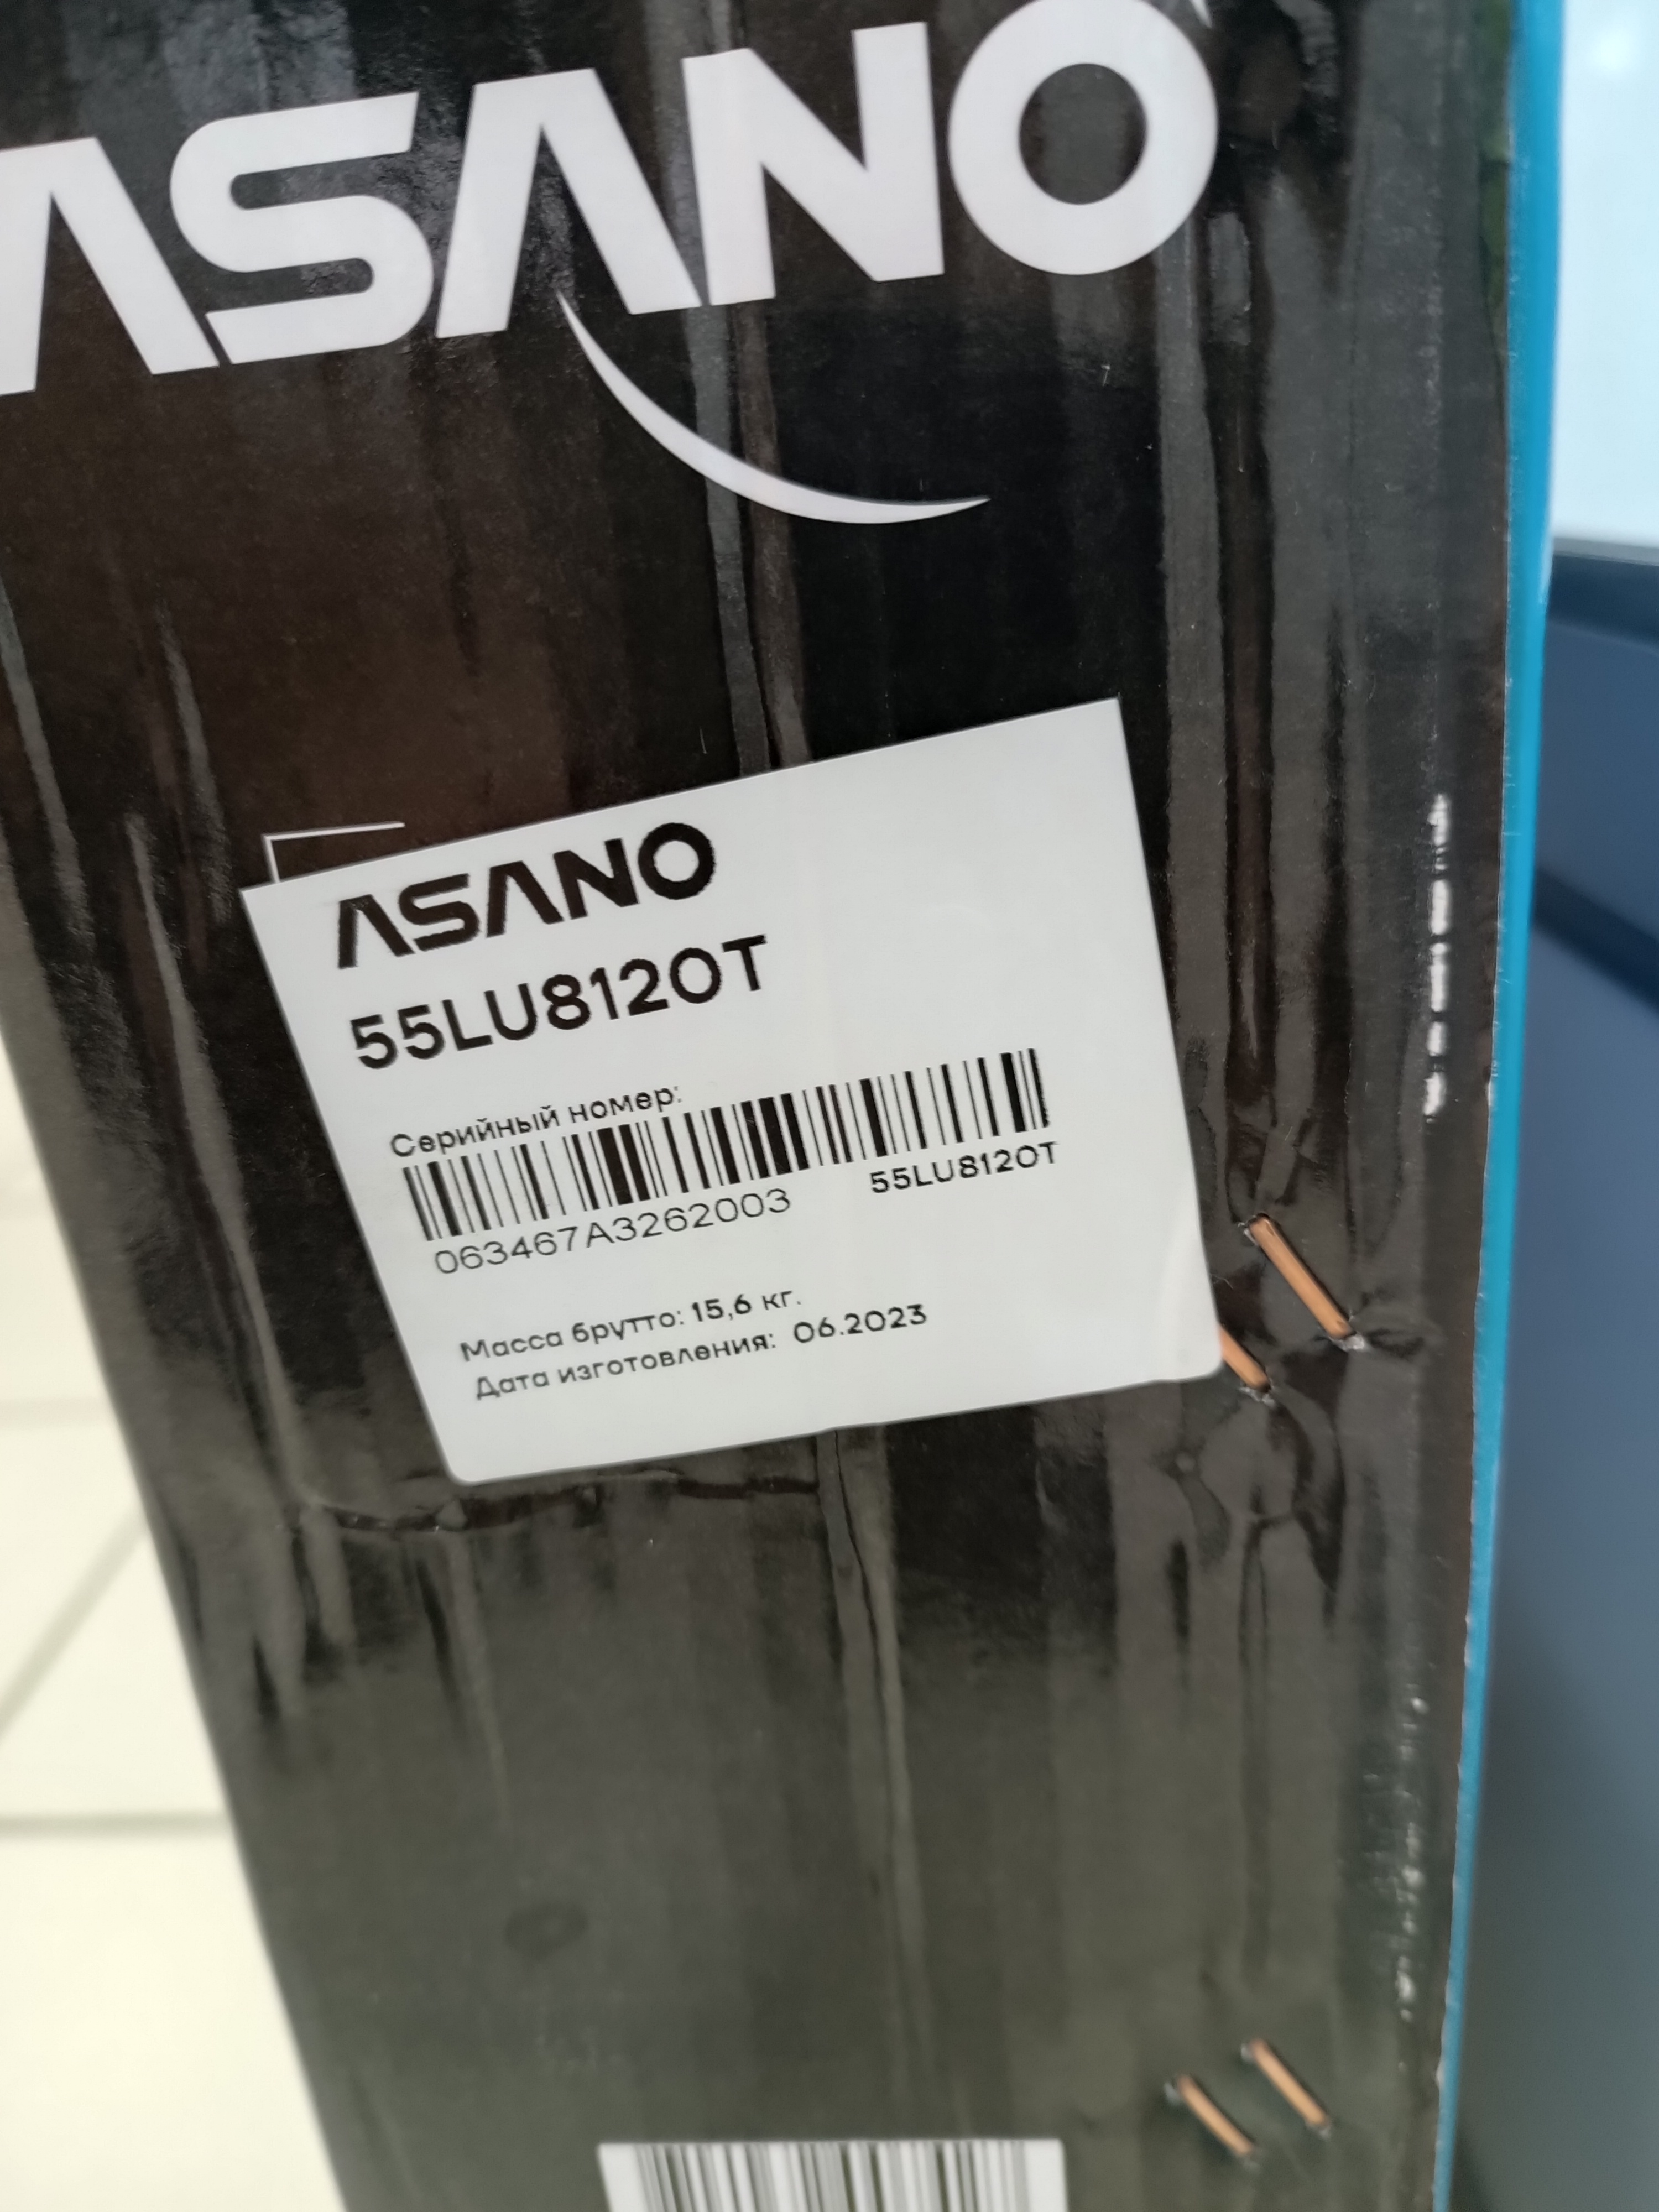 ASANO
ASANO
55LU8120T
Серийный номер:
063467A3262003 55LU8120T
Масса брутто: 15,6 кг.
Дата изготовления: 06.2023